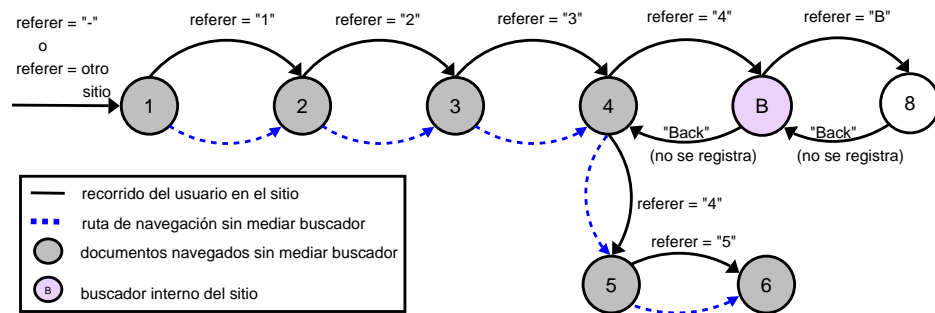 referer = "-"
o
referer = otro
sitio
referer = "1"
referer = "2"
referer = "3"
referer = "4"
referer = "B"
1
2
3
4
B
8
"Back"
(no se registra)
"Back"
(no se registra)
referer = "4"
referer = "5"
5
6
recorrido del usuario en el sitio
ruta de navegación sin mediar buscador
documentos navegados sin mediar buscador
B
buscador interno del sitio